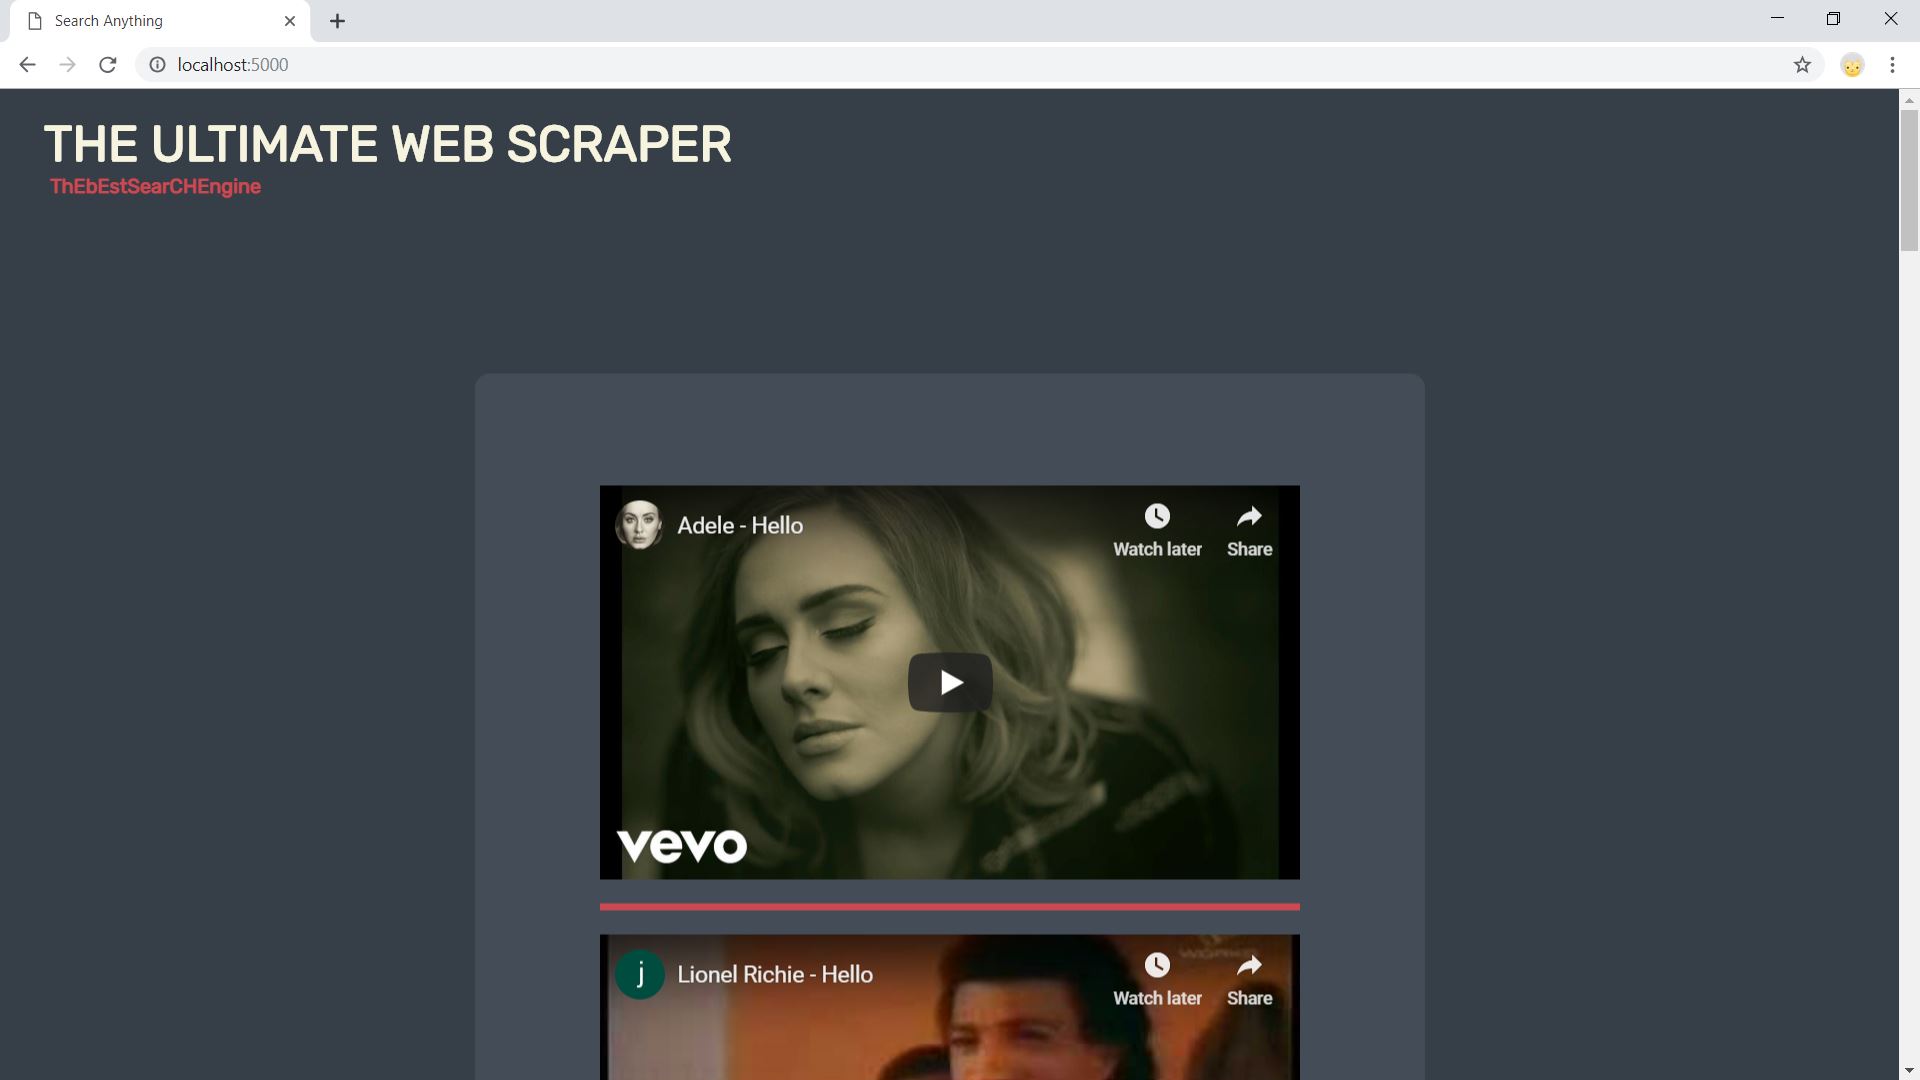 Search Anything
localhost:5000
THE ULTIMATE WEB SCRAPER
ThEbEstSearCHEngine
Adele - Hello
Watch later
Share
vevo
j
Lionel Richie - Hello
Watch later
Share